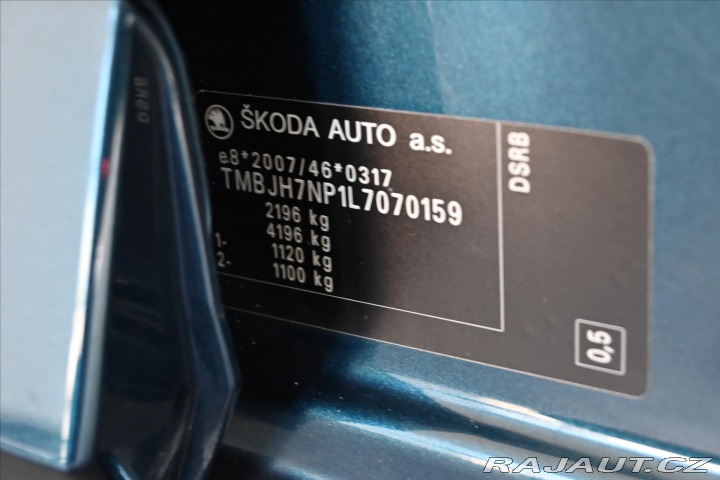 ŠKODA AUTO a.s.
e8*2007/46*0317
TMBJH7NP1L7070159
2196 kg
4196 kg
1- 1120 kg
2- 1100 kg
DSRB
0,5
DSRB
RAJAUT.CZ